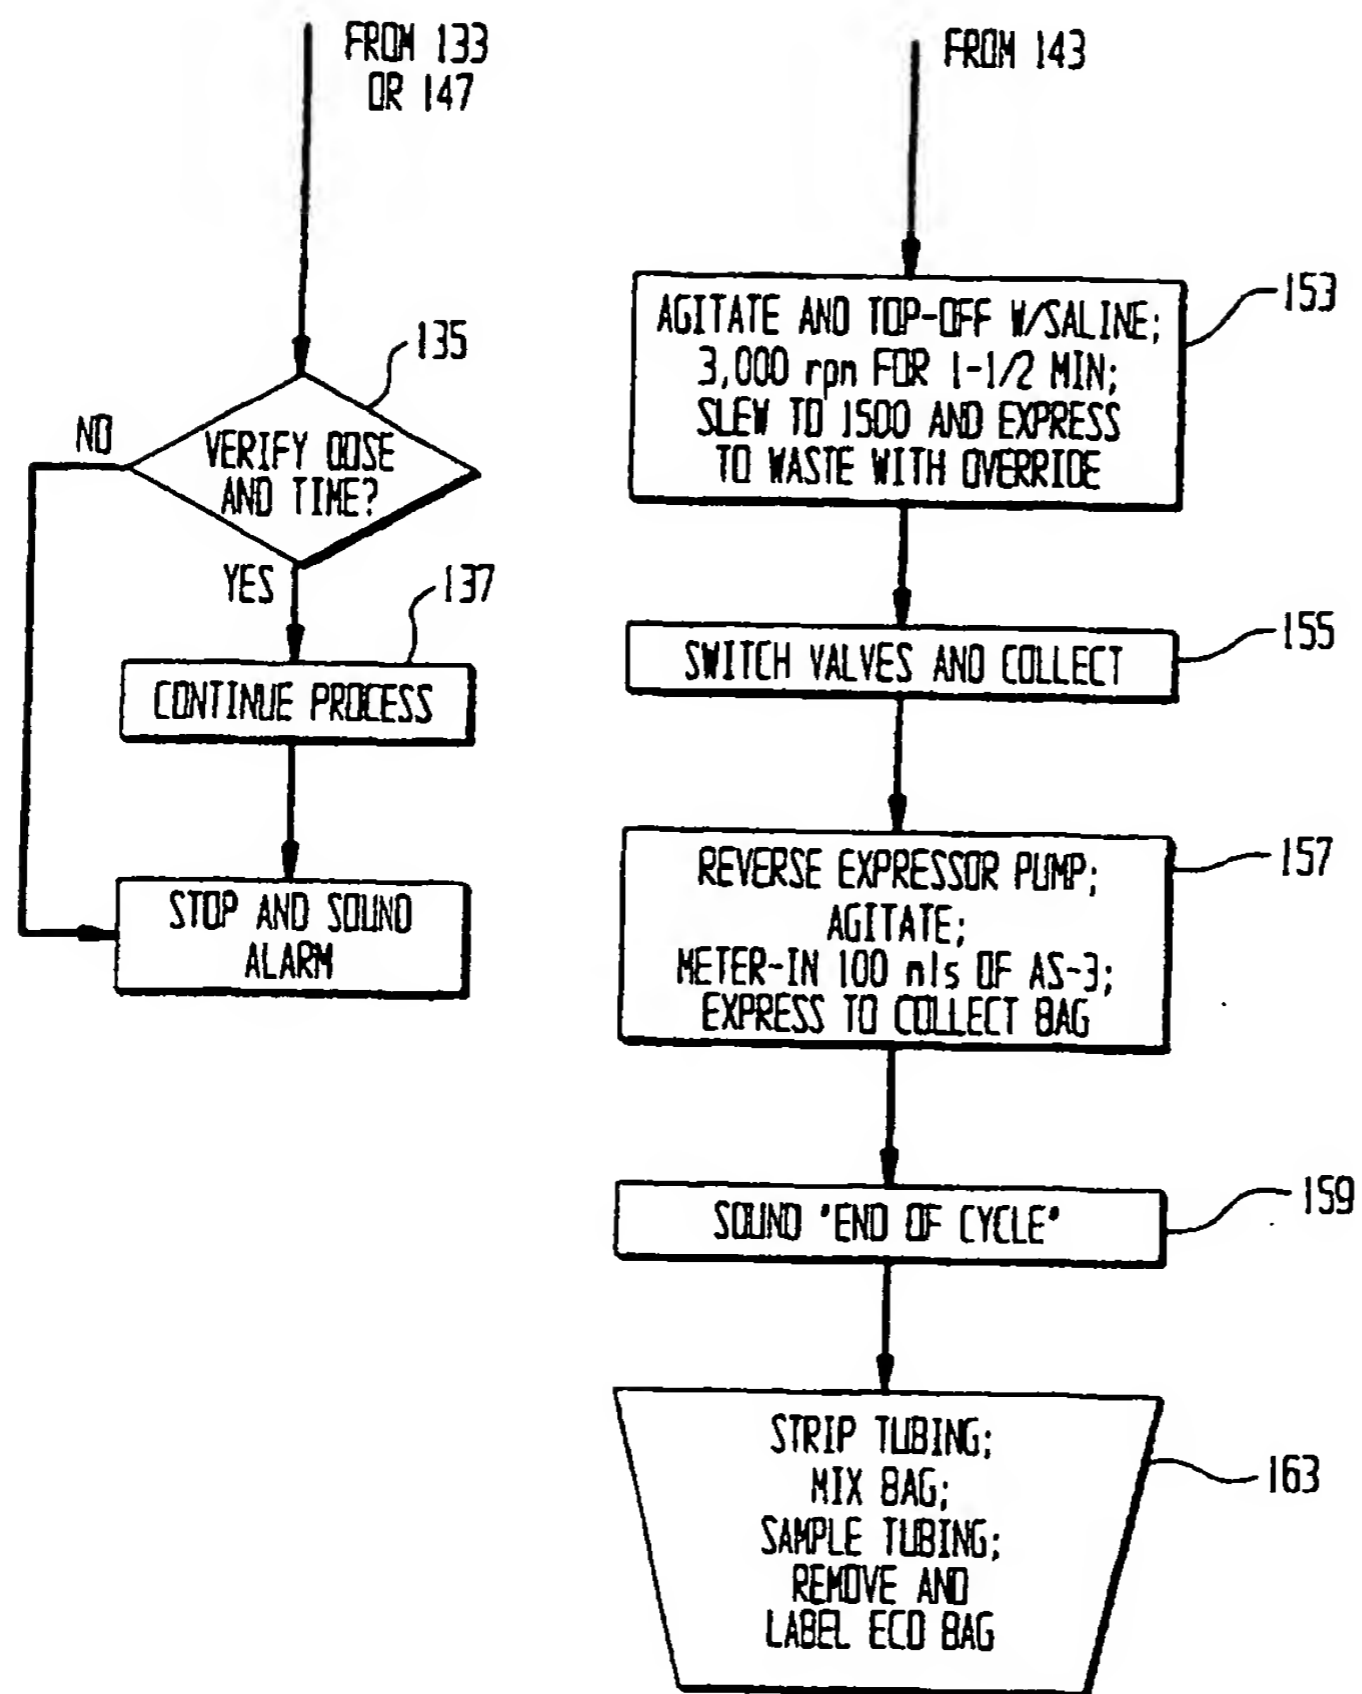 FROM 133
OR 147
135
NO
VERIFY DOSE
AND TIME?
YES
137
CONTINUE PROCESS
STOP AND SOUND
ALARM
FROM 143
153
AGITATE AND TOP-OFF W/SALINE;
3,000 rpm FOR 1-1/2 MIN;
SLEW TO 1500 AND EXPRESS
TO WASTE WITH OVERRIDE
155
SWITCH VALVES AND COLLECT
157
REVERSE EXPRESSOR PUMP;
AGITATE;
METER-IN 100 mls OF AS-3;
EXPRESS TO COLLECT BAG
159
SOUND "END OF CYCLE"
163
STRIP TUBING;
MIX BAG;
SAMPLE TUBING;
REMOVE AND
LABEL ECO BAG